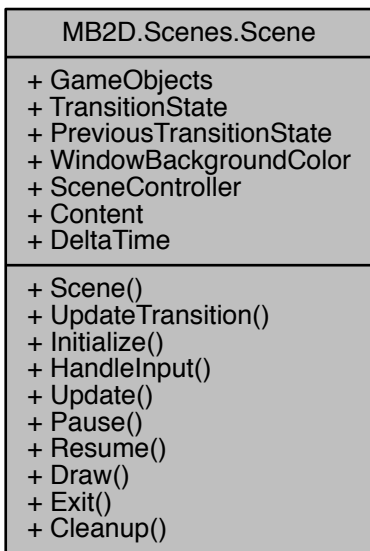 MB2D.Scenes.Scene
+ GameObjects
+ TransitionState
+ PreviousTransitionState
+ WindowBackgroundColor
+ SceneController
+ Content
+ DeltaTime
+ Scene()
+ UpdateTransition()
+ Initialize()
+ HandleInput()
+ Update()
+ Pause()
+ Resume()
+ Draw()
+ Exit()
+ Cleanup()